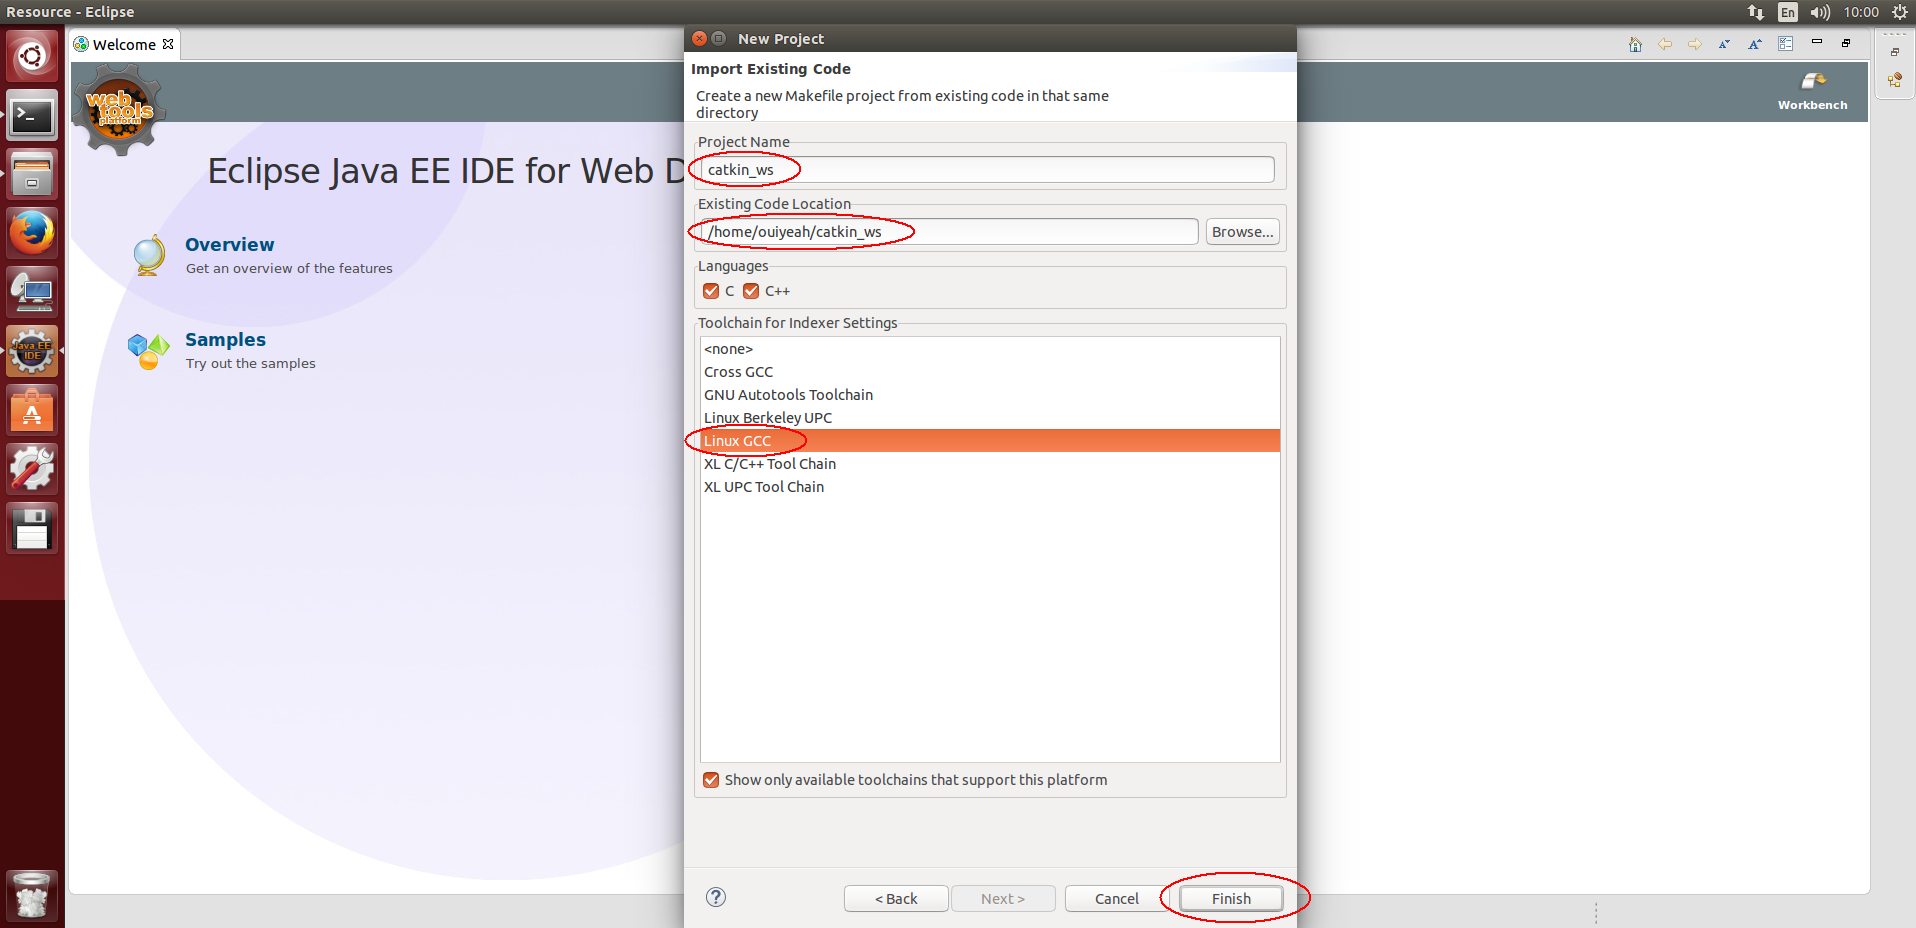 Resource - Eclipse
En
10:00
Welcome
New Project
Import Existing Code
Create a new Makefile project from existing code in that same
directory
web
tools
platform
Workbench
Eclipse Java EE IDE for Web D
Overview
Get an overview of the features
Samples
Try out the samples
Java EE
IDE
Project Name
catkin_ws
Existing Code Location
/home/ouiyeah/catkin_ws
Browse...
Languages
C
C++
Toolchain for Indexer Settings
<none>
Cross GCC
GNU Autotools Toolchain
Linux Berkeley UPC
Linux GCC
XL C/C++ Tool Chain
XL UPC Tool Chain
Show only available toolchains that support this platform
?
< Back
Next >
Cancel
Finish